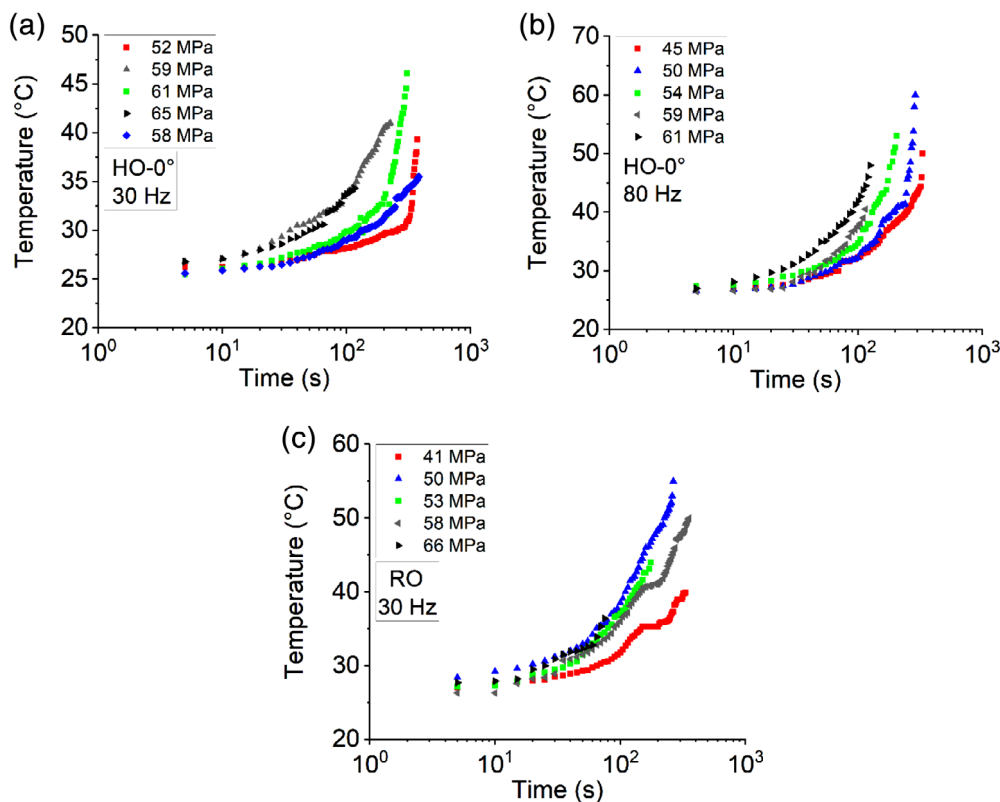 (a)
50
45
40
35
30
25
20
10⁰
10¹
10²
10³
Temperature (°C)
Time (s)
52 MPa
59 MPa
61 MPa
65 MPa
58 MPa
HO-0°
30 Hz
(b)
70
60
50
40
30
20
10⁰
10¹
10²
10³
Temperature (°C)
Time (s)
45 MPa
50 MPa
54 MPa
59 MPa
61 MPa
HO-0°
80 Hz
(c)
60
50
40
30
20
10⁰
10¹
10²
10³
Temperature (°C)
Time (s)
41 MPa
50 MPa
53 MPa
58 MPa
66 MPa
RO
30 Hz